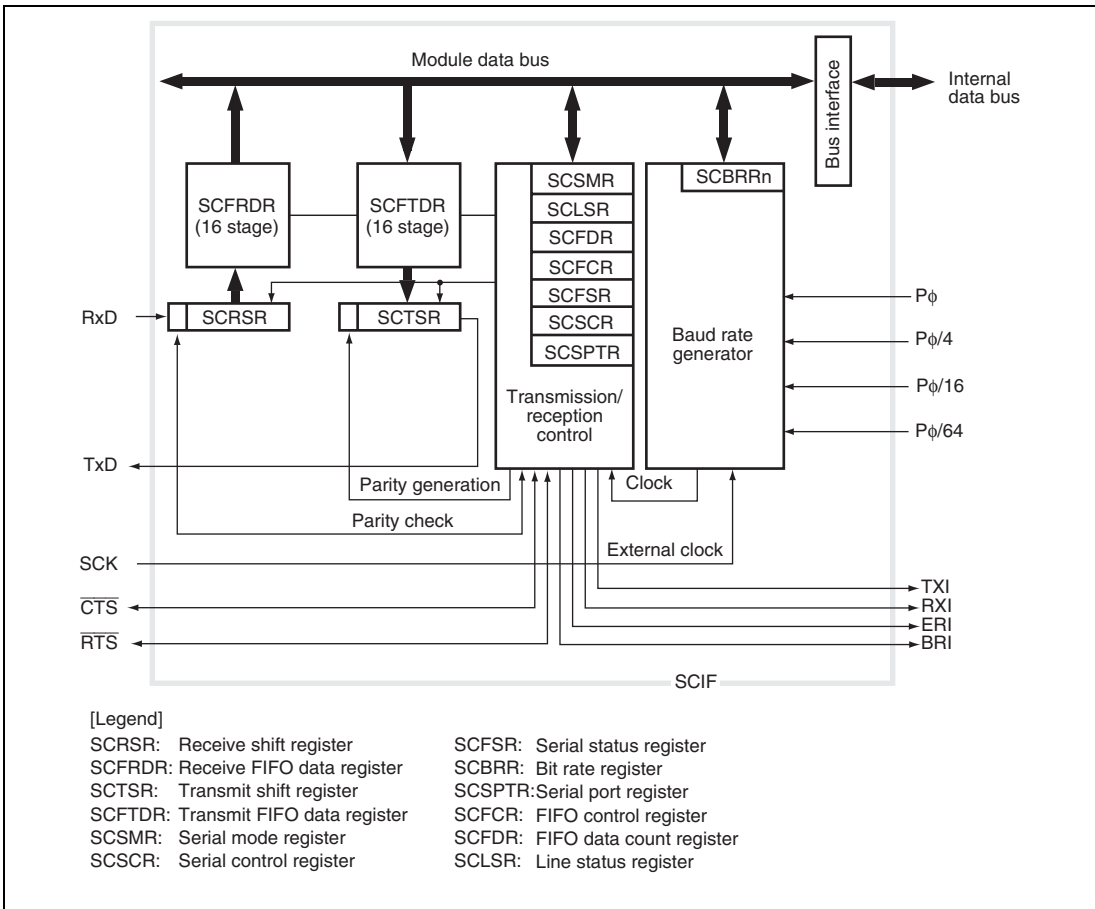 Module data bus
Bus interface
Internal
data bus
SCFRDR
(16 stage)
SCFTDR
(16 stage)
SCSMR
SCLSR
SCFDR
SCFCR
SCFSR
SCSCR
SCSPTR
Transmission/
reception
control
SCBRRn
Baud rate
generator
Pϕ
Pϕ/4
Pϕ/16
Pϕ/64
RxD
SCRSR
SCTSR
TxD
Parity generation
Clock
Parity check
SCK
External clock
C̅T̅S̅
R̅T̅S̅
TXI
RXI
ERI
BRI
SCIF
[Legend]
SCRSR: Receive shift register
SCFRDR: Receive FIFO data register
SCTSR: Transmit shift register
SCFTDR: Transmit FIFO data register
SCSMR: Serial mode register
SCSCR: Serial control register
SCFSR: Serial status register
SCBRR: Bit rate register
SCSPTR: Serial port register
SCFCR: FIFO control register
SCFDR: FIFO data count register
SCLSR: Line status register